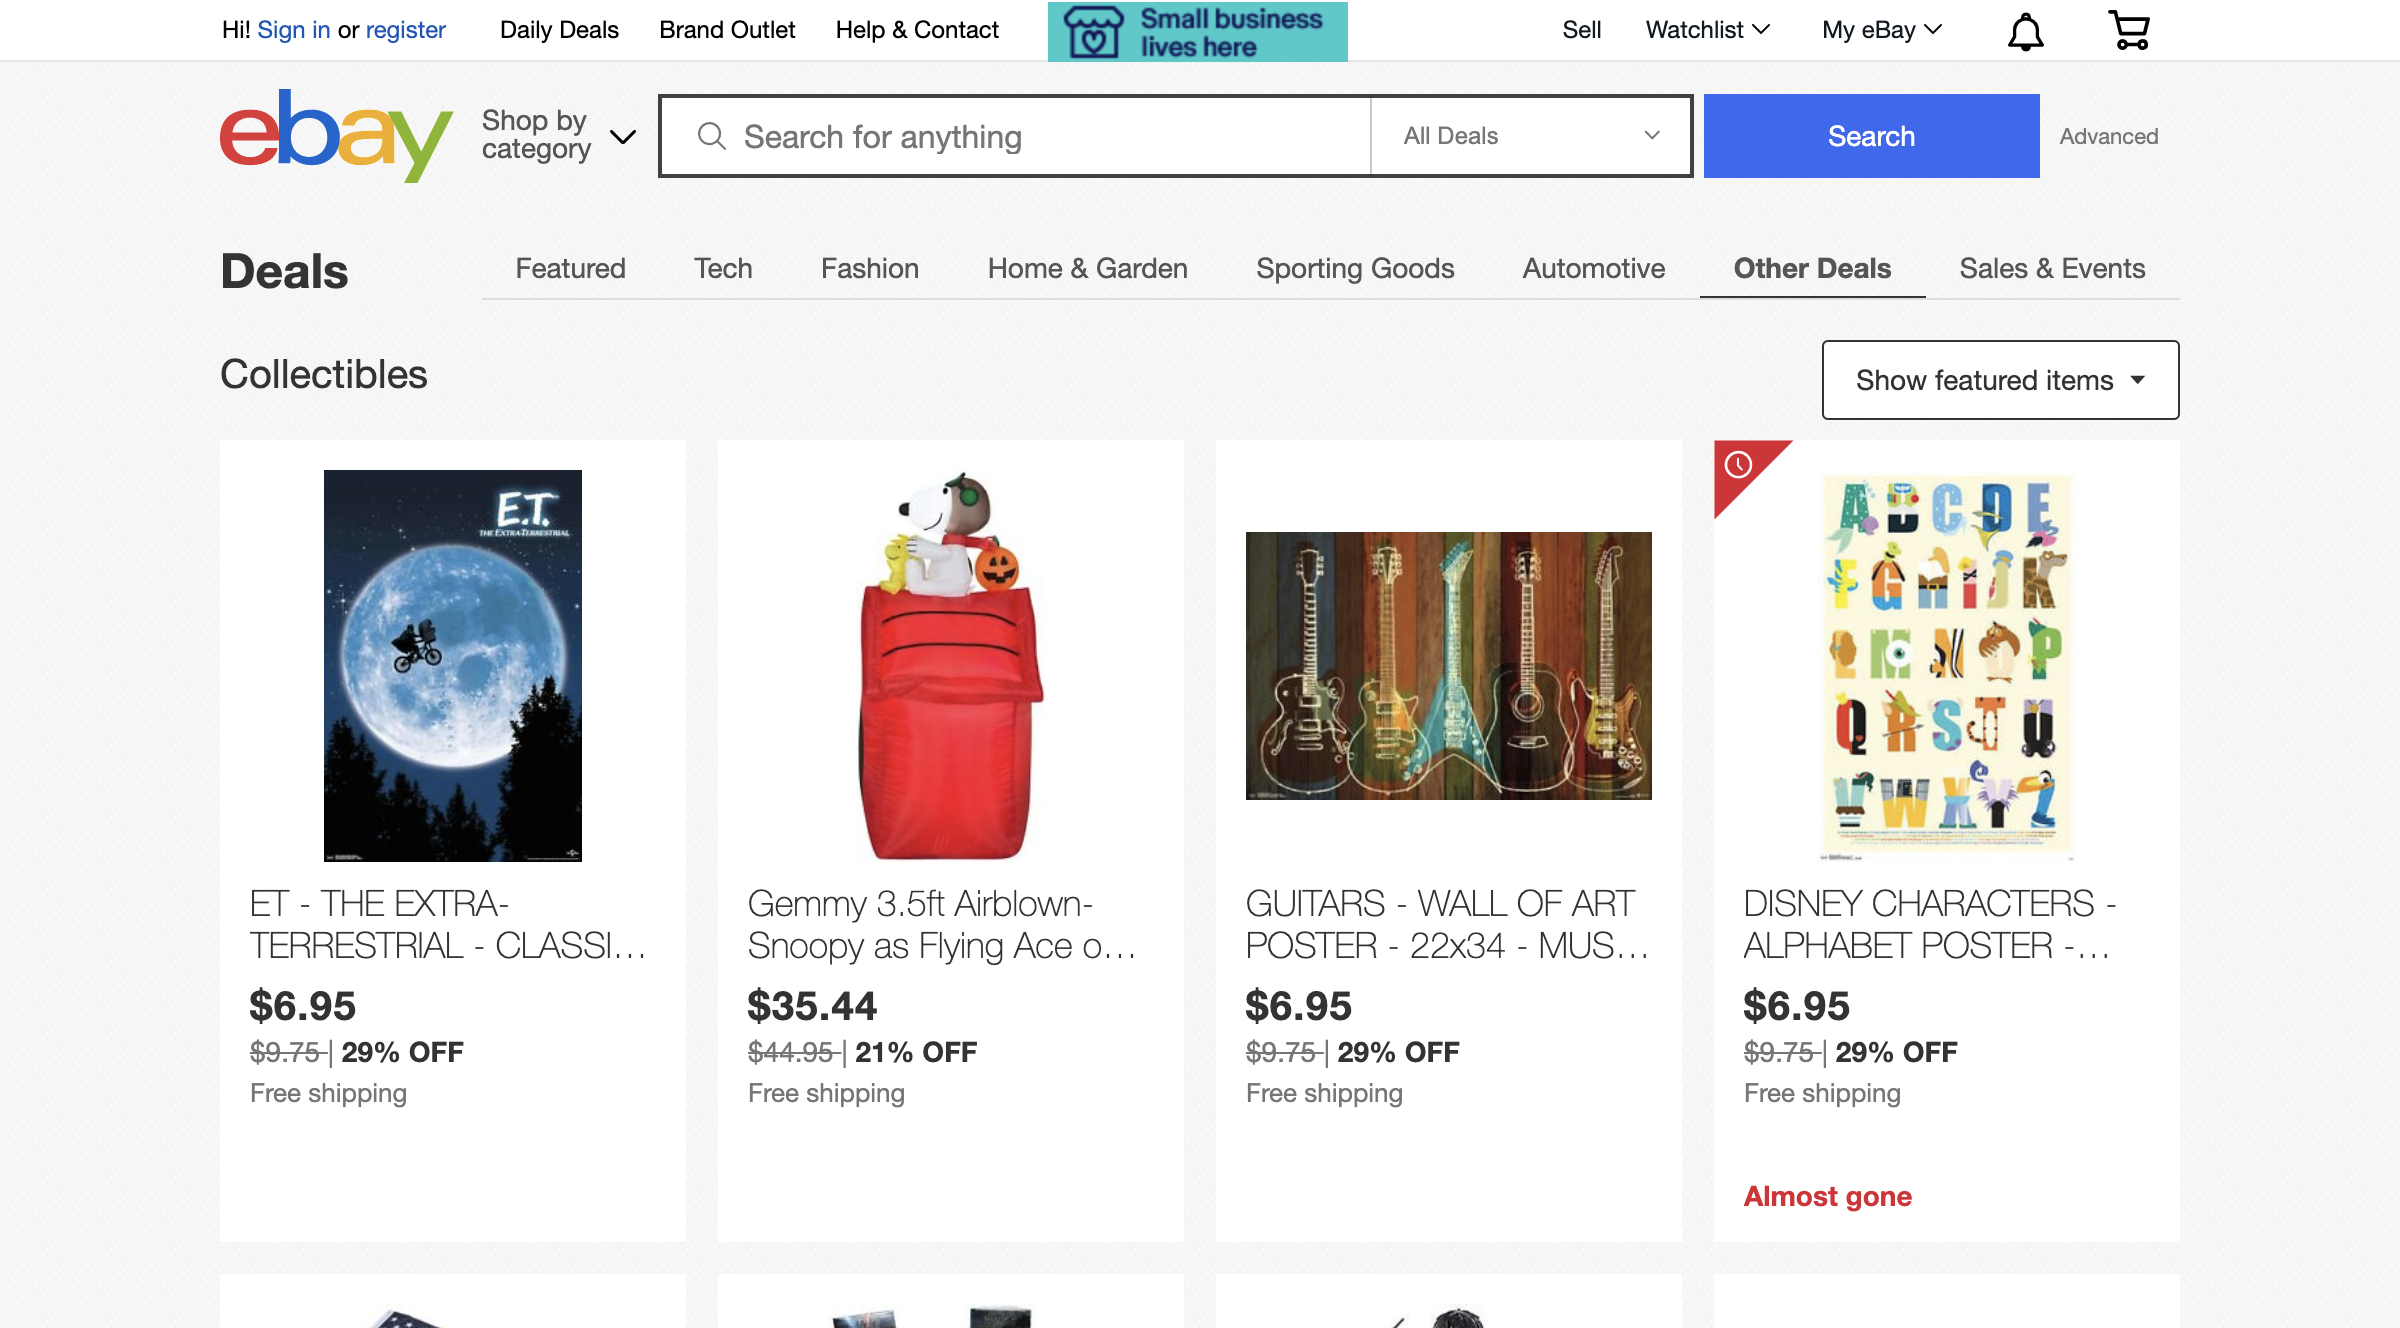 Hi! Sign in or register
Daily Deals
Brand Outlet
Help & Contact
Small business
lives here
Sell
Watchlist
My eBay
ebay
Shop by
category
Search for anything
All Deals
Search
Advanced
Deals
Featured
Tech
Fashion
Home & Garden
Sporting Goods
Automotive
Other Deals
Sales & Events
Collectibles
Show featured items
E.T.
THE EXTRA-TERRESTRIAL
ET - THE EXTRA-
TERRESTRIAL - CLASSI...
$6.95
$9.75 | 29% OFF
Free shipping
Gemmy 3.5ft Airblown-
Snoopy as Flying Ace o...
$35.44
$44.95 | 21% OFF
Free shipping
GUITARS - WALL OF ART
POSTER - 22x34 - MUS...
$6.95
$9.75 | 29% OFF
Free shipping
A B C D E
F G H I J K
L M N O P
Q R S T U
V W X Y Z
DISNEY CHARACTERS -
ALPHABET POSTER -...
$6.95
$9.75 | 29% OFF
Free shipping
Almost gone